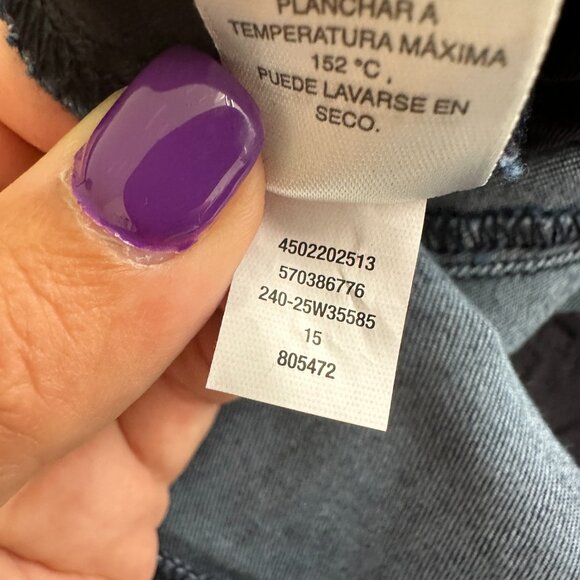 PLANCHAR A
TEMPERATURA MÁXIMA
152 °C.
PUEDE LAVARSE EN
SECO.
4502202513
570386776
240-25W35585
15
805472